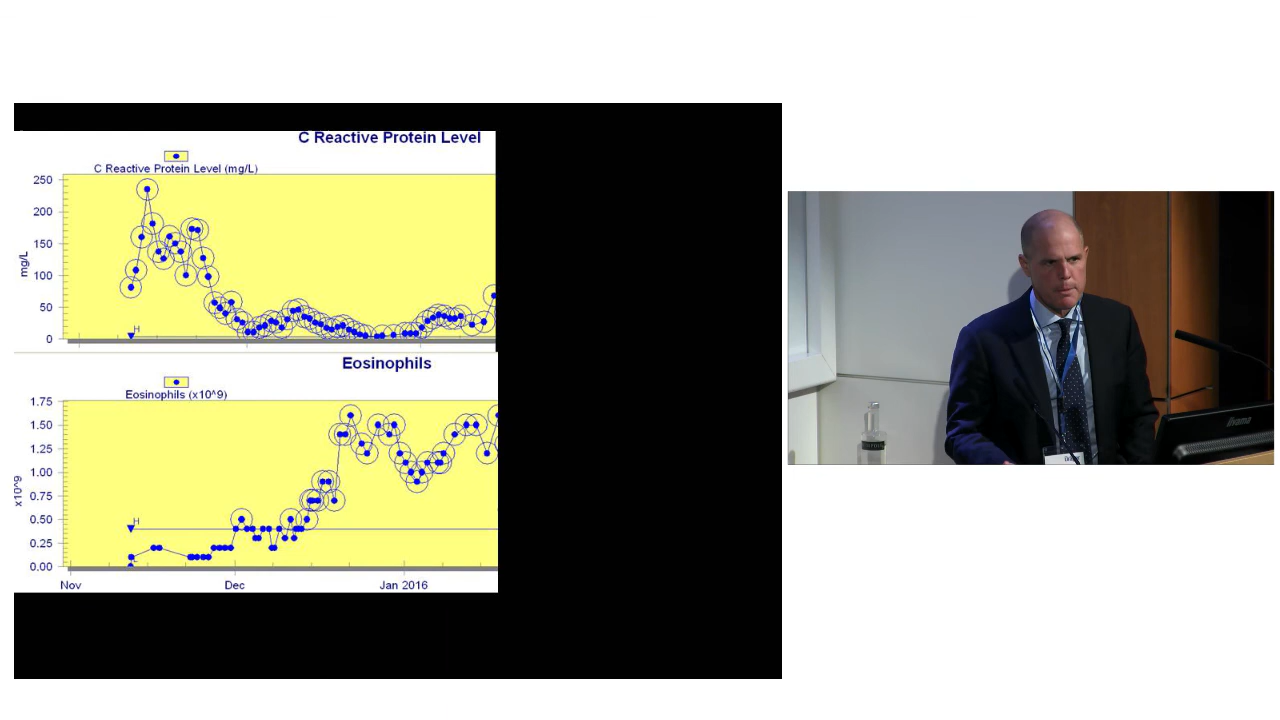 C Reactive Protein Level
C Reactive Protein Level (mg/L)
250
200
150
100
50
0
mg/L
H
Eosinophils
Eosinophils (x10^9)
1.75
1.50
1.25
1.00
0.75
0.50
0.25
0.00
x10^9
H
Nov
Dec
Jan 2016
iiyama